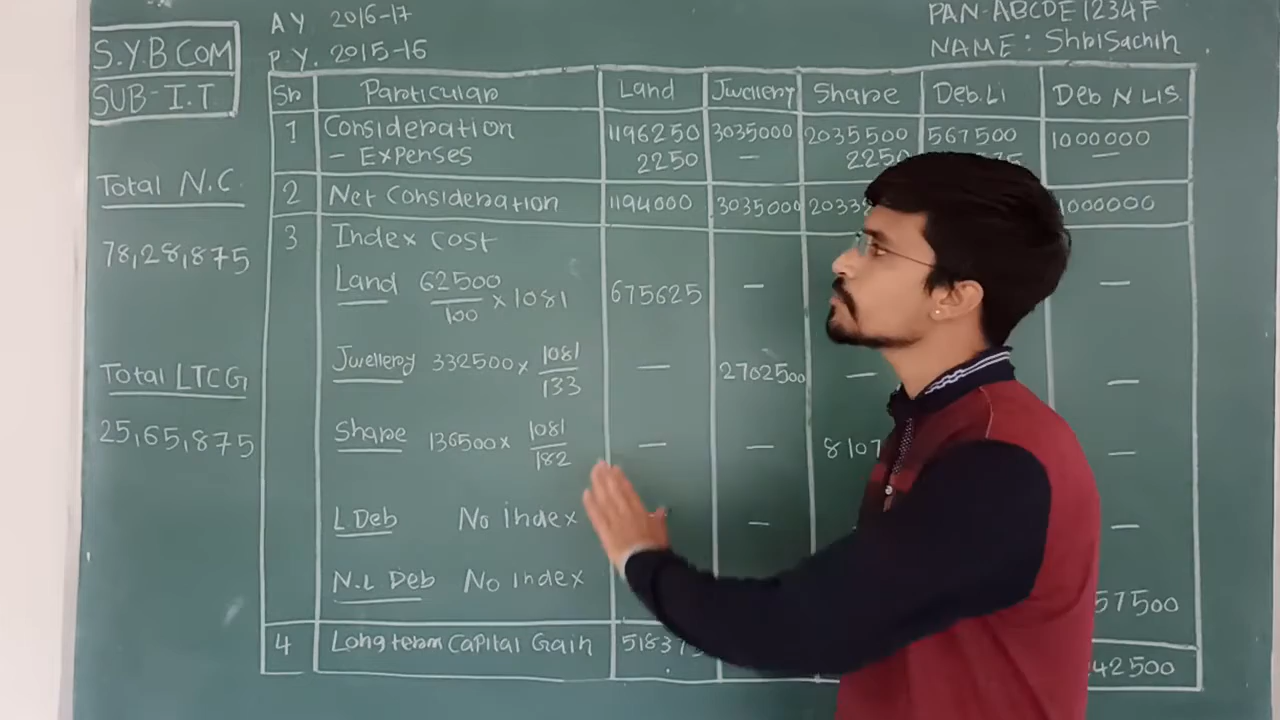 A Y 2016-17
P.Y. 2015-16
PAN-ABCDE1234F
NAME: ShriSachin
S.Y.B COM
SUB-I.T
Total N.C.
78,28,875
Total LTCG
25,65,875
Sr Particular Land Jwellery Share Deb.Li Deb N LIS.
1 Consideration 1196250 3035000 2035500 567500 1000000
- Expenses 2250 — 2250 —
2 Net Consideration 1194000 3035000 1000000
3 Index cost
Land 62500/100 × 1081 675625 — —
Jwellery 332500 × 1081/133 — 2702500 — —
Share 136500 × 1081/182 — — 8107 —
L Deb No index — —
N.L Deb No index 57500
4 Long term Capital Gain 5183 42500